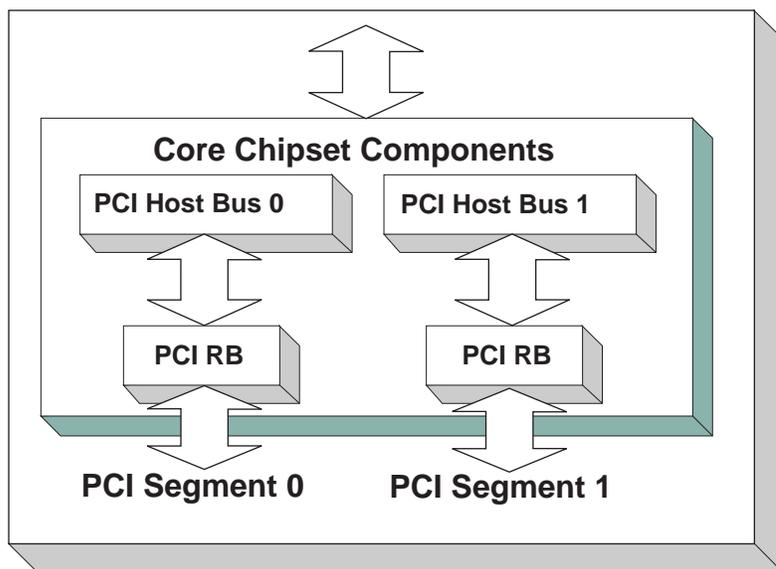 Core Chipset Components
PCI Host Bus 0
PCI Host Bus 1
PCI RB
PCI RB
PCI Segment 0
PCI Segment 1